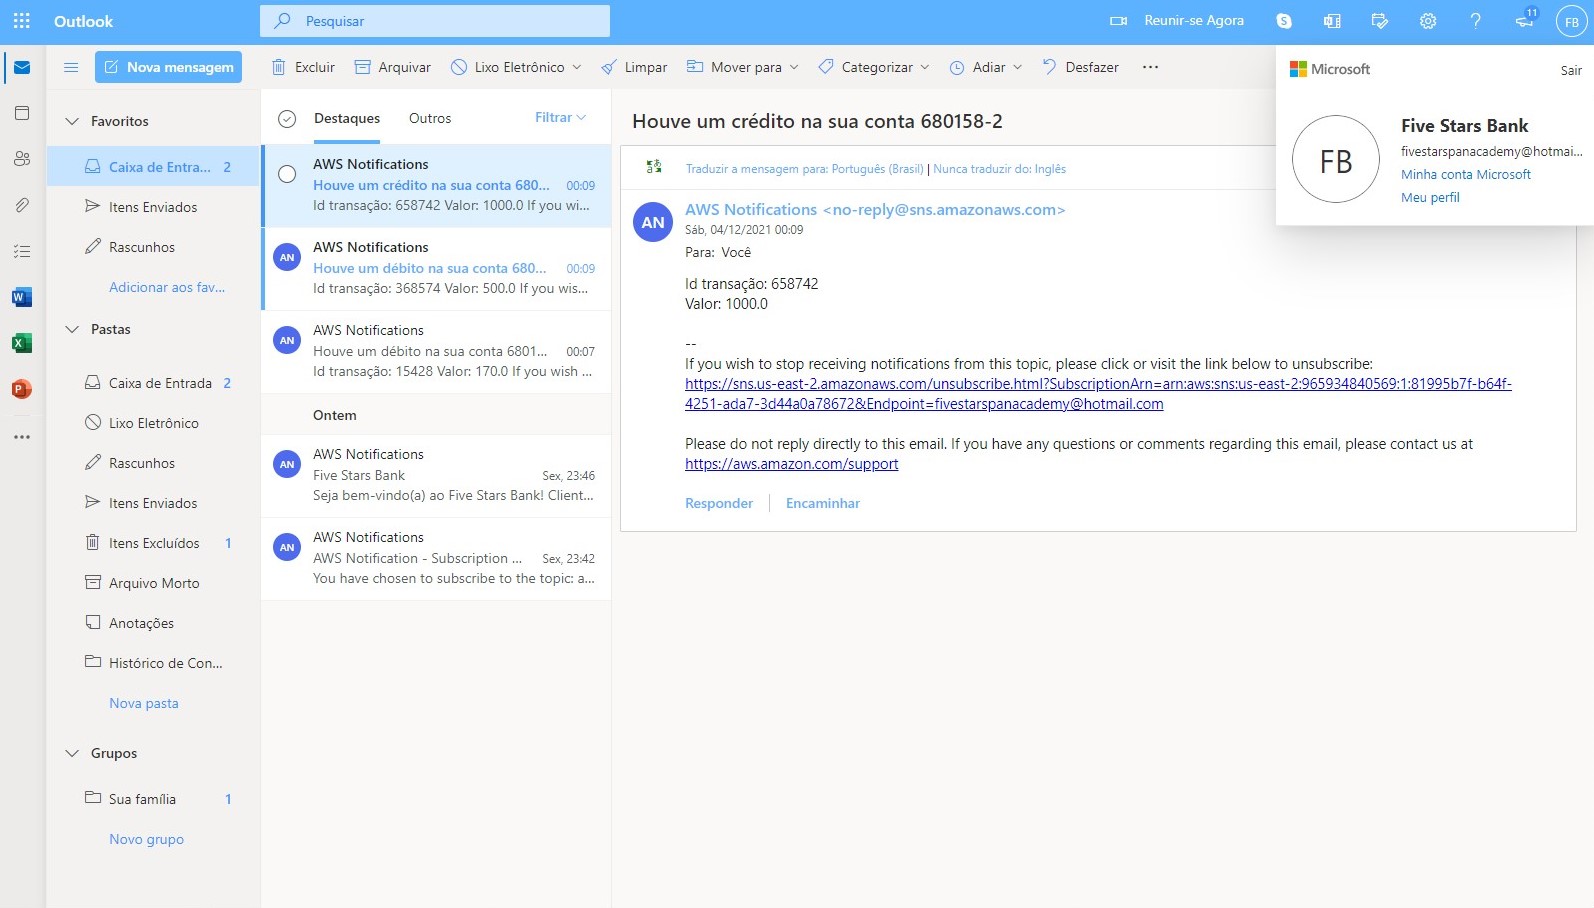 Outlook
Pesquisar
Reunir-se Agora
11
FB
Nova mensagem
Excluir
Arquivar
Lixo Eletrônico
Limpar
Mover para
Categorizar
Adiar
Desfazer
Microsoft
Sair
FB
Five Stars Bank
fivestarspanacademy@hotmai...
Minha conta Microsoft
Meu perfil
Favoritos
Caixa de Entra... 2
Itens Enviados
Rascunhos
Adicionar aos fav...
Pastas
Caixa de Entrada 2
Lixo Eletrônico
Rascunhos
Itens Enviados
Itens Excluídos 1
Arquivo Morto
Anotações
Histórico de Con...
Nova pasta
Grupos
Sua família 1
Novo grupo
Destaques
Outros
Filtrar
AWS Notifications
Houve um crédito na sua conta 680... 00:09
Id transação: 658742 Valor: 1000.0 If you wi...
AN
AWS Notifications
Houve um débito na sua conta 680... 00:09
Id transação: 368574 Valor: 500.0 If you wis...
AN
AWS Notifications
Houve um débito na sua conta 6801... 00:07
Id transação: 15428 Valor: 170.0 If you wish ...
Ontem
AN
AWS Notifications
Five Stars Bank Sex, 23:46
Seja bem-vindo(a) ao Five Stars Bank! Client...
AN
AWS Notifications
AWS Notification - Subscription ... Sex, 23:42
You have chosen to subscribe to the topic: a...
Houve um crédito na sua conta 680158-2
Traduzir a mensagem para: Português (Brasil) | Nunca traduzir do: Inglês
AN
AWS Notifications <no-reply@sns.amazonaws.com>
Sáb, 04/12/2021 00:09
Para: Você
Id transação: 658742
Valor: 1000.0
--
If you wish to stop receiving notifications from this topic, please click or visit the link below to unsubscribe:
https://sns.us-east-2.amazonaws.com/unsubscribe.html?SubscriptionArn=arn:aws:sns:us-east-2:965934840569:1:81995b7f-b64f-
4251-ada7-3d44a0a78672&Endpoint=fivestarspanacademy@hotmail.com
Please do not reply directly to this email. If you have any questions or comments regarding this email, please contact us at
https://aws.amazon.com/support
Responder
Encaminhar